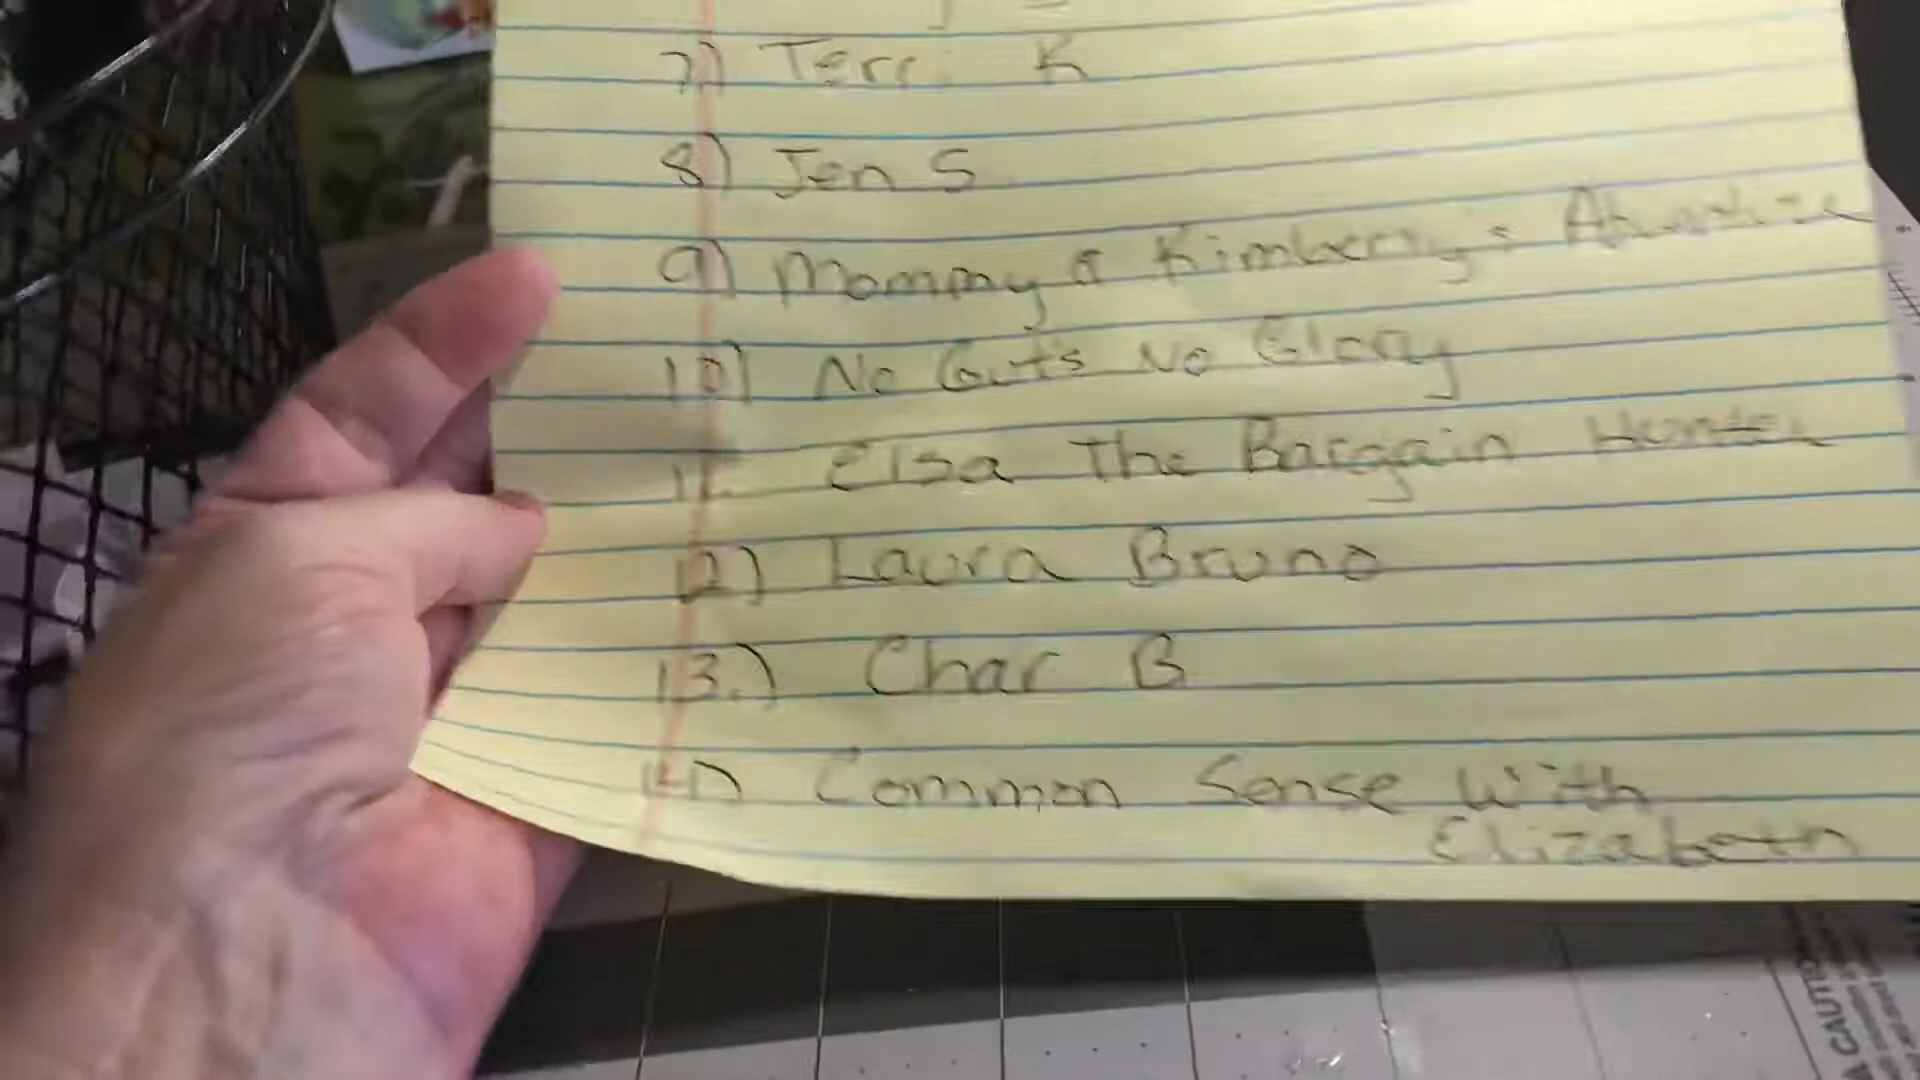 7.) Terri K
8.) Jen S
9.) Mommy & Kimberly's
10) No Guts No Glory
11. Elsa The Bargain Hunter
12.) Laura Bruno
13.) Char B
14) Common Sense With
Elizabeth
CAUTIO